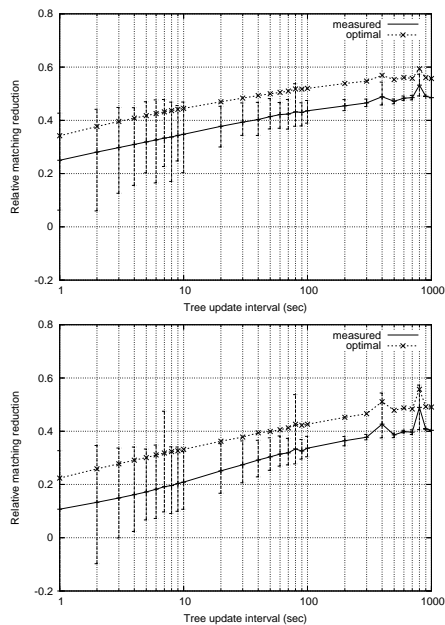 0.8
measured
optimal
0.6
0.4
0.2
0
-0.2
Relative matching reduction
1
10
100
1000
Tree update interval (sec)
0.8
measured
optimal
0.6
0.4
0.2
0
-0.2
Relative matching reduction
1
10
100
1000
Tree update interval (sec)